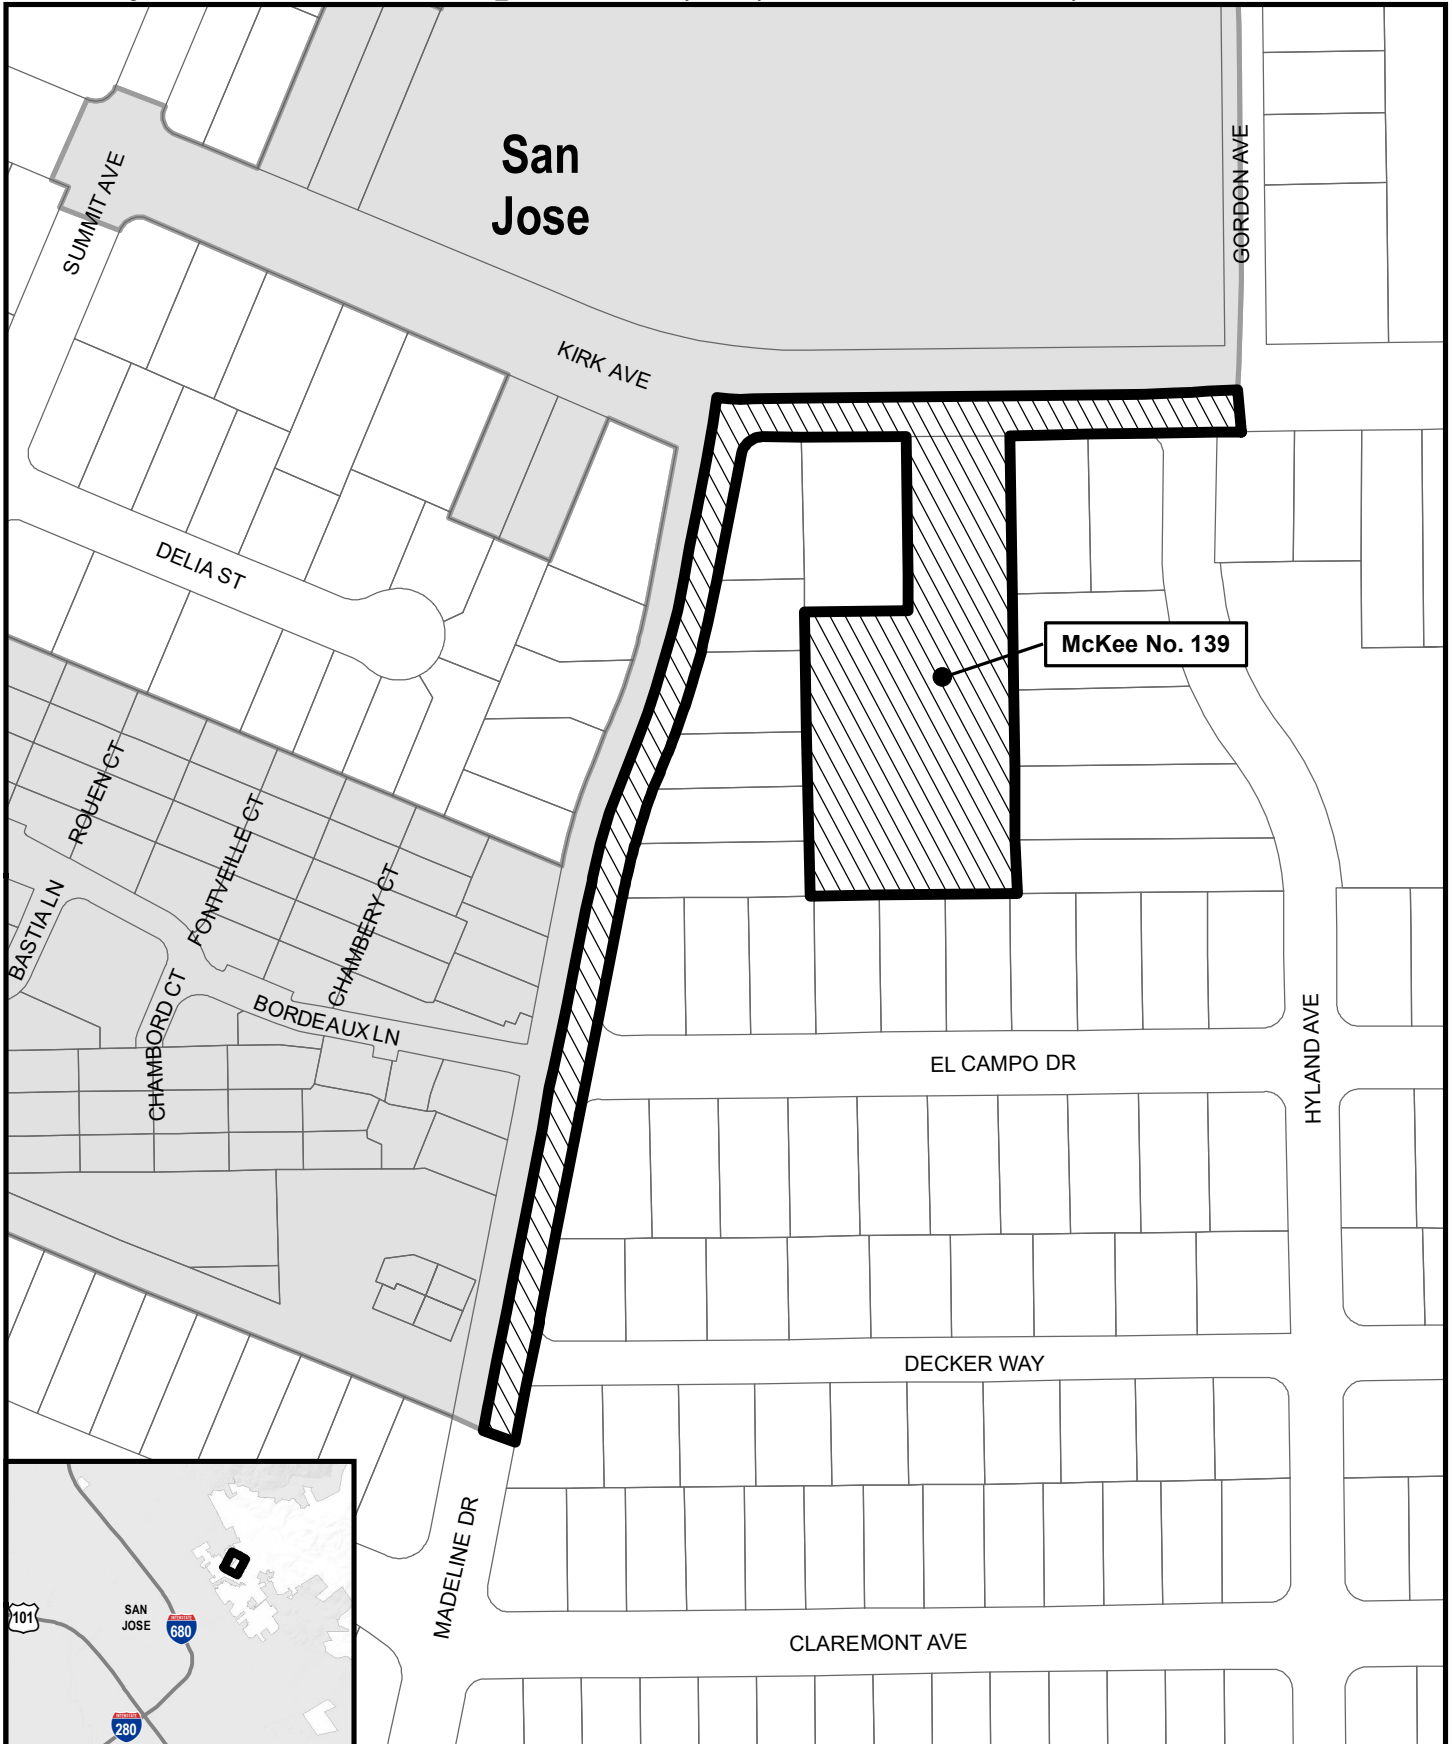 San
Jose
GORDON AVE
SUMMIT AVE
KIRK AVE
DELIA ST
McKee No. 139
ROUEN CT
FONTVEILLE CT
CHAMBERY CT
BASTIA LN
CHAMBORD CT
BORDEAUX LN
EL CAMPO DR
HYLAND AVE
DECKER WAY
MADELINE DR
CLAREMONT AVE
101
SAN
JOSE
INTERSTATE
680
INTERSTATE
280